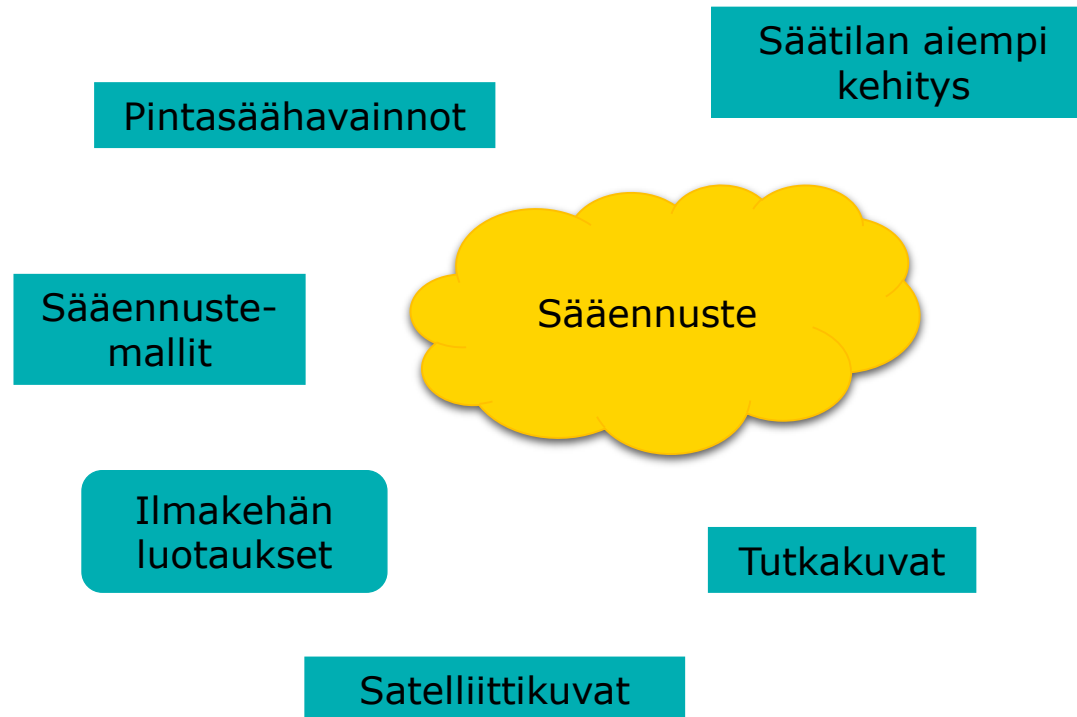 Säätilan aiempi
kehitys
Pintasäähavainnot
Sääennuste-
mallit
Sääennuste
Ilmakehän
luotaukset
Tutkakuvat
Satelliittikuvat